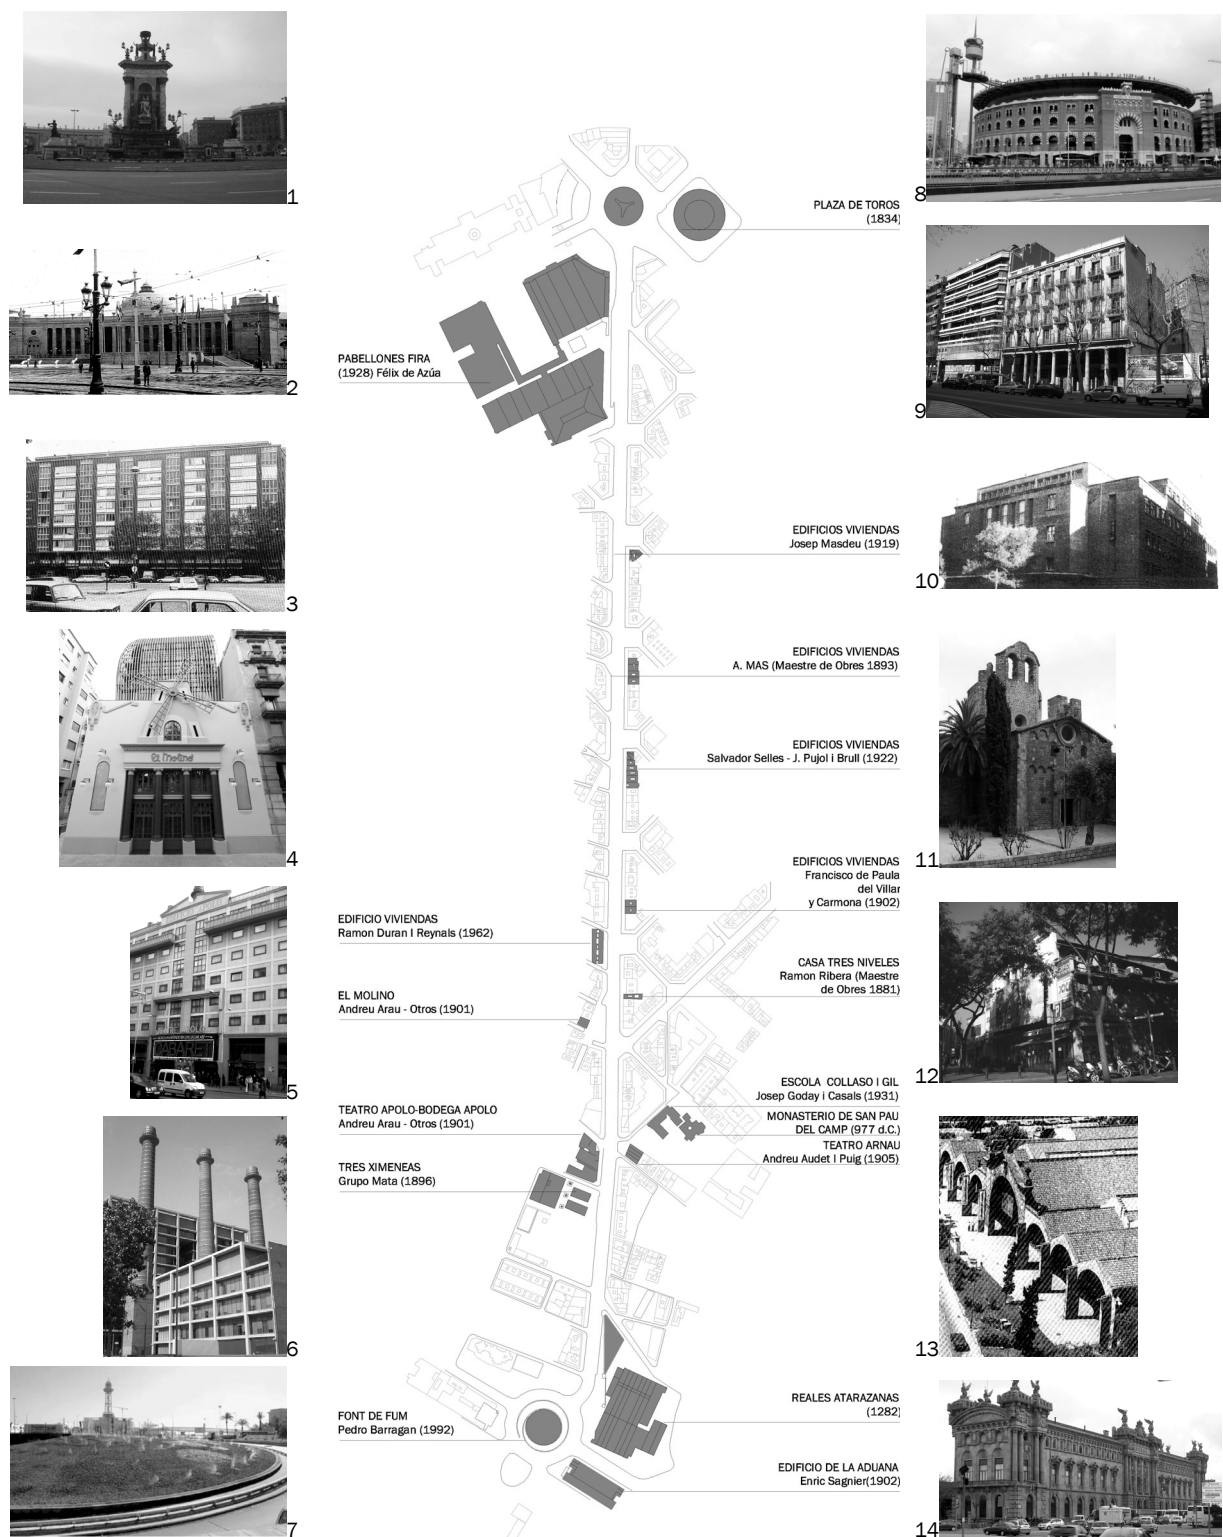 1
2
3
El Molino
4
5
6
7
PABELLONES FIRA
(1928) Félix de Azúa
EDIFICIO VIVIENDAS
Ramon Duran I Reynals (1962)
EL MOLINO
Andreu Arau - Otros (1901)
TEATRO APOLO-BODEGA APOLO
Andreu Arau - Otros (1901)
TRES XIMENEAS
Grupo Mata (1896)
FONT DE FUM
Pedro Barragan (1992)
PLAZA DE TOROS
(1834)
EDIFICIOS VIVIENDAS
Josep Masdeu (1919)
EDIFICIOS VIVIENDAS
A. MAS (Maestre de Obres 1893)
EDIFICIOS VIVIENDAS
Salvador Selles - J. Pujol i Brull (1922)
EDIFICIOS VIVIENDAS
Francisco de Paula
del Villar
y Carmona (1902)
CASA TRES NIVELES
Ramon Ribera (Maestre
de Obres 1881)
ESCOLA COLLASO I GIL
Josep Goday i Casals (1931)
MONASTERIO DE SAN PAU
DEL CAMP (977 d.C.)
TEATRO ARNAU
Andreu Audet I Puig (1905)
REALES ATARAZANAS
(1282)
EDIFICIO DE LA ADUANA
Enric Sagnier(1902)
8
9
10
11
12
13
14